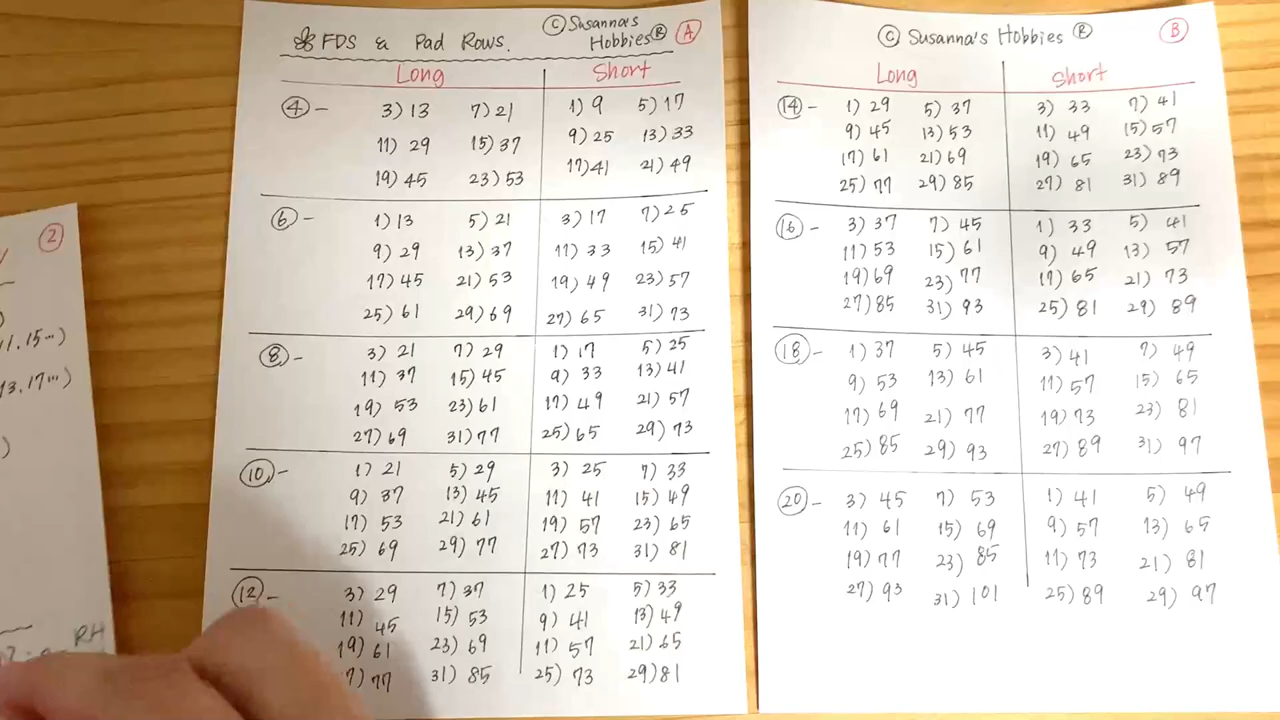 ② 
11.15...)
13.17...)
)
RH
FDS & Pad Rows. © Susanna's Hobbies® Ⓐ
Long Short
④ - 3) 13 7) 21 1) 9 5) 17
11) 29 15) 37 9) 25 13) 33
19) 45 23) 53 17) 41 21) 49
⑥ - 1) 13 5) 21 3) 17 7) 25
9) 29 13) 37 11) 33 15) 41
17) 45 21) 53 19) 49 23) 57
25) 61 29) 69 27) 65 31) 73
⑧ - 3) 21 7) 29 1) 17 5) 25
11) 37 15) 45 9) 33 13) 41
19) 53 23) 61 17) 49 21) 57
27) 69 31) 77 25) 65 29) 73
⑩ - 1) 21 5) 29 3) 25 7) 33
9) 37 13) 45 11) 41 15) 49
17) 53 21) 61 19) 57 23) 65
25) 69 29) 77 27) 73 31) 81
⑫ - 3) 29 7) 37 1) 25 5) 33
11) 45 15) 53 9) 41 13) 49
19) 61 23) 69 11) 57 21) 65
7) 77 31) 85 25) 73 29) 81
© Susanna's Hobbies ® Ⓑ
Long Short
⑭ - 1) 29 5) 37 3) 33 7) 41
9) 45 13) 53 11) 49 15) 57
17) 61 21) 69 19) 65 23) 73
25) 77 29) 85 27) 81 31) 89
⑯ - 3) 37 7) 45 1) 33 5) 41
11) 53 15) 61 9) 49 13) 57
19) 69 23) 77 17) 65 21) 73
27) 85 31) 93 25) 81 29) 89
⑱ - 1) 37 5) 45 3) 41 7) 49
9) 53 13) 61 11) 57 15) 65
17) 69 21) 77 19) 73 23) 81
25) 85 29) 93 27) 89 31) 97
⑳ - 3) 45 7) 53 1) 41 5) 49
11) 61 15) 69 9) 57 13) 65
19) 77 23) 85 11) 73 21) 81
27) 93 31) 101 25) 89 29) 97